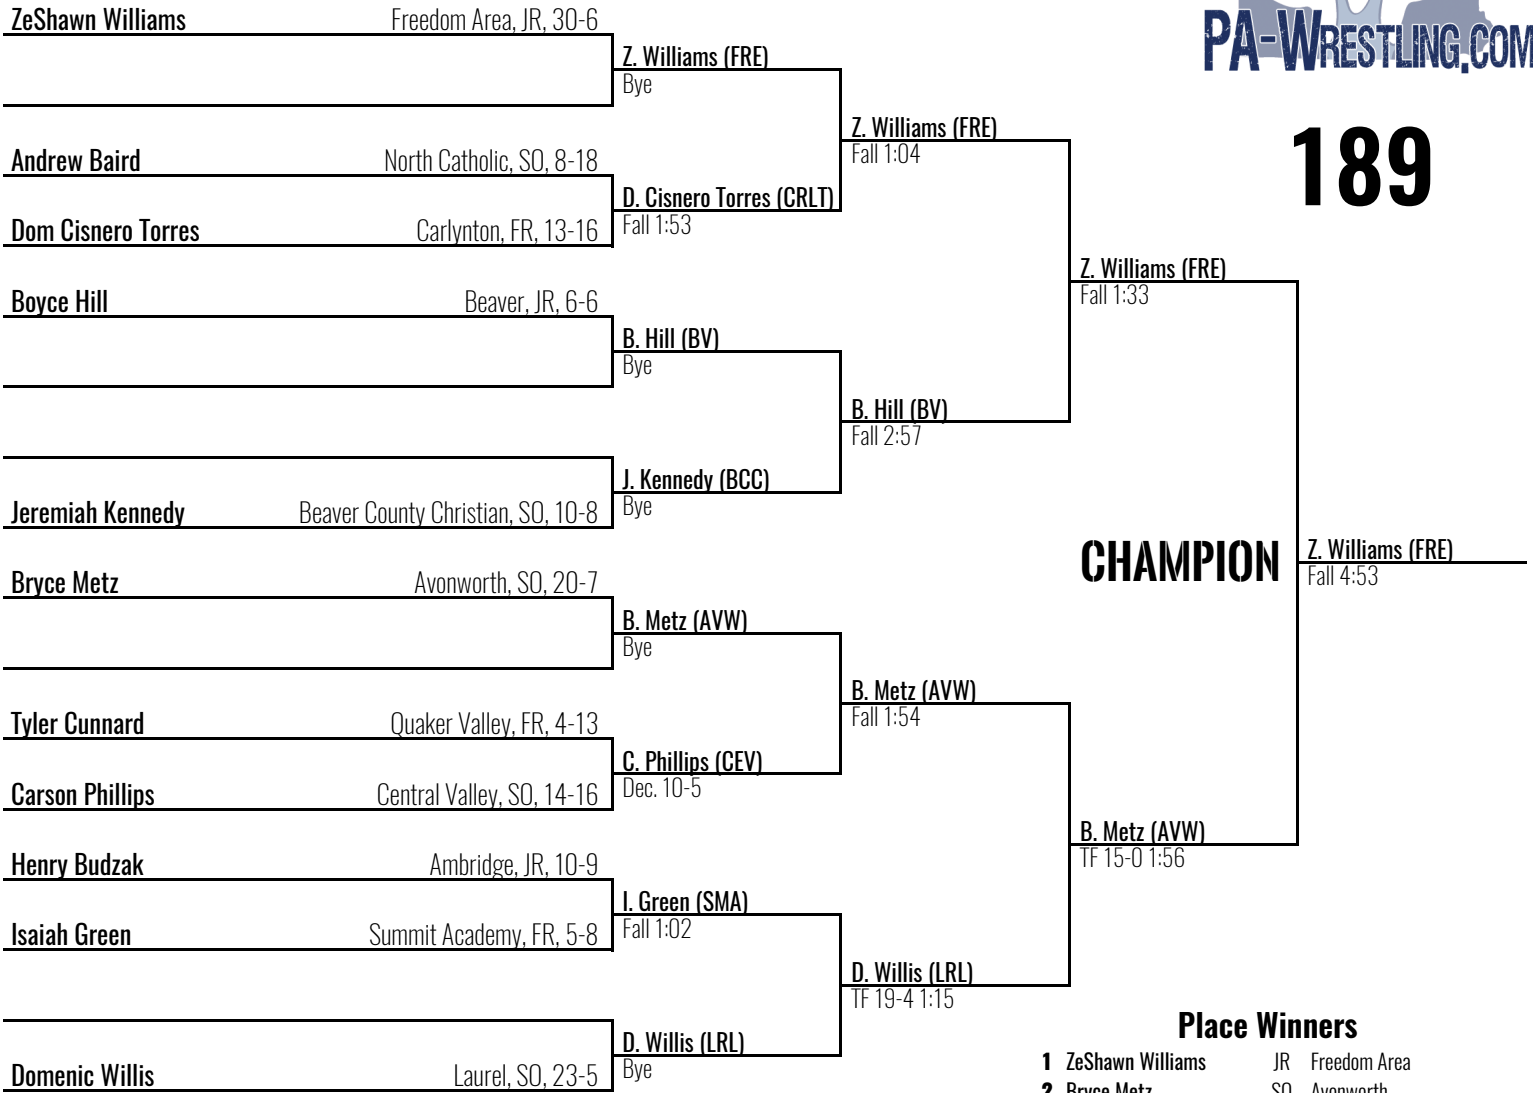 ZeShawn Williams Freedom Area, JR, 30-6
Andrew Baird North Catholic, SO, 8-18
Dom Cisnero Torres Carlynton, FR, 13-16
Boyce Hill Beaver, JR, 6-6
Jeremiah Kennedy Beaver County Christian, SO, 10-8
Bryce Metz Avonworth, SO, 20-7
Tyler Cunnard Quaker Valley, FR, 4-13
Carson Phillips Central Valley, SO, 14-16
Henry Budzak Ambridge, JR, 10-9
Isaiah Green Summit Academy, FR, 5-8
Domenic Willis Laurel, SO, 23-5
Z. Williams (FRE)
Bye
D. Cisnero Torres (CRLT)
Fall 1:53
B. Hill (BV)
Bye
J. Kennedy (BCC)
Bye
B. Metz (AVW)
Bye
C. Phillips (CEV)
Dec. 10-5
I. Green (SMA)
Fall 1:02
D. Willis (LRL)
Bye
Z. Williams (FRE)
Fall 1:04
B. Hill (BV)
Fall 2:57
B. Metz (AVW)
Fall 1:54
D. Willis (LRL)
TF 19-4 1:15
Z. Williams (FRE)
Fall 1:33
B. Metz (AVW)
TF 15-0 1:56
PA-WRESTLING.COM
189
CHAMPION
Z. Williams (FRE)
Fall 4:53
Place Winners
1 ZeShawn Williams JR Freedom Area
2 Bryce Metz SO Avonworth